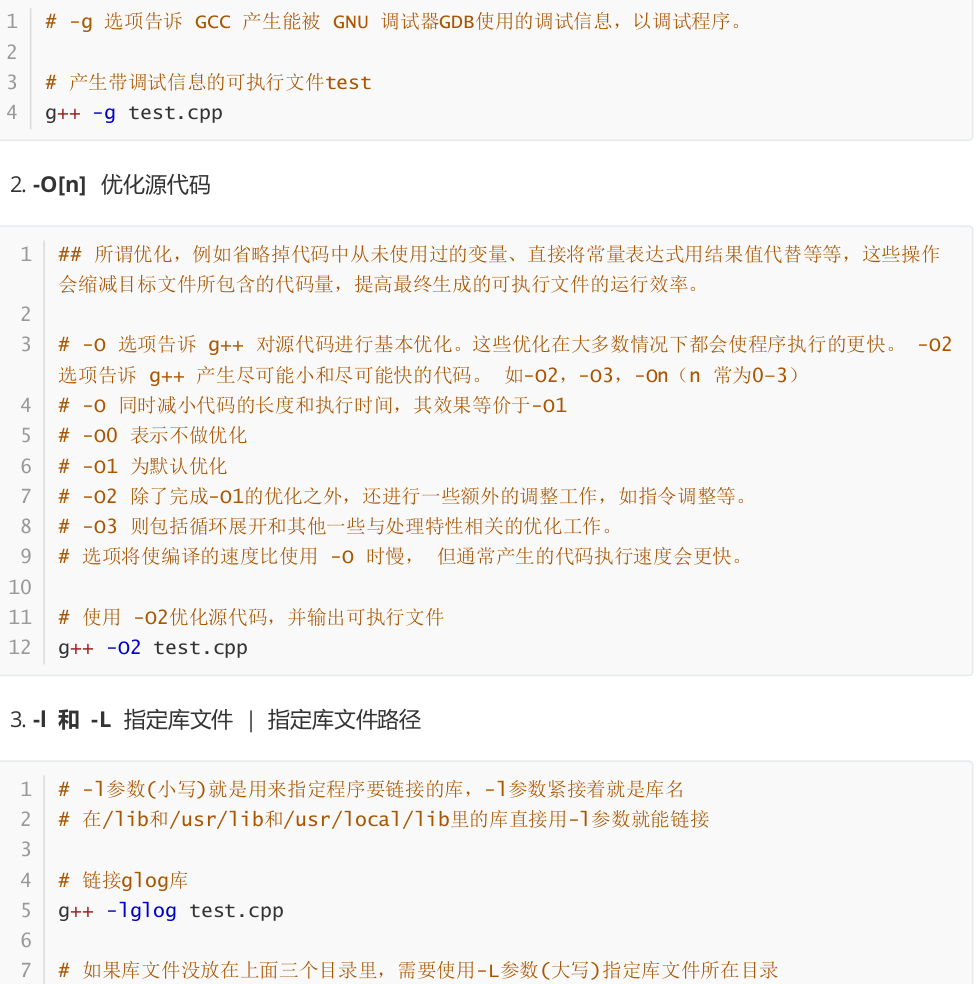 1 # -g 选项告诉 GCC 产生能被 GNU 调试器GDB使用的调试信息，以调试程序。
2
3 # 产生带调试信息的可执行文件test
4 g++ -g test.cpp
2. -O[n] 优化源代码
1 ## 所谓优化，例如省略掉代码中从未使用过的变量、直接将常量表达式用结果值代替等等，这些操作
会缩减目标文件所包含的代码量，提高最终生成的可执行文件的运行效率。
2
3 # -O 选项告诉 g++ 对源代码进行基本优化。这些优化在大多数情况下都会使程序执行的更快。 -O2
选项告诉 g++ 产生尽可能小和尽可能快的代码。 如-O2，-O3，-On（n 常为0–3）
4 # -O 同时减小代码的长度和执行时间，其效果等价于-O1
5 # -O0 表示不做优化
6 # -O1 为默认优化
7 # -O2 除了完成-O1的优化之外，还进行一些额外的调整工作，如指令调整等。
8 # -O3 则包括循环展开和其他一些与处理特性相关的优化工作。
9 # 选项将使编译的速度比使用 -O 时慢， 但通常产生的代码执行速度会更快。
10
11 # 使用 -O2优化源代码，并输出可执行文件
12 g++ -O2 test.cpp
3. -l 和 -L 指定库文件 | 指定库文件路径
1 # -l参数(小写)就是用来指定程序要链接的库，-l参数紧接着就是库名
2 # 在/lib和/usr/lib和/usr/local/lib里的库直接用-l参数就能链接
3
4 # 链接glog库
5 g++ -lglog test.cpp
6
7 # 如果库文件没放在上面三个目录里，需要使用-L参数(大写)指定库文件所在目录